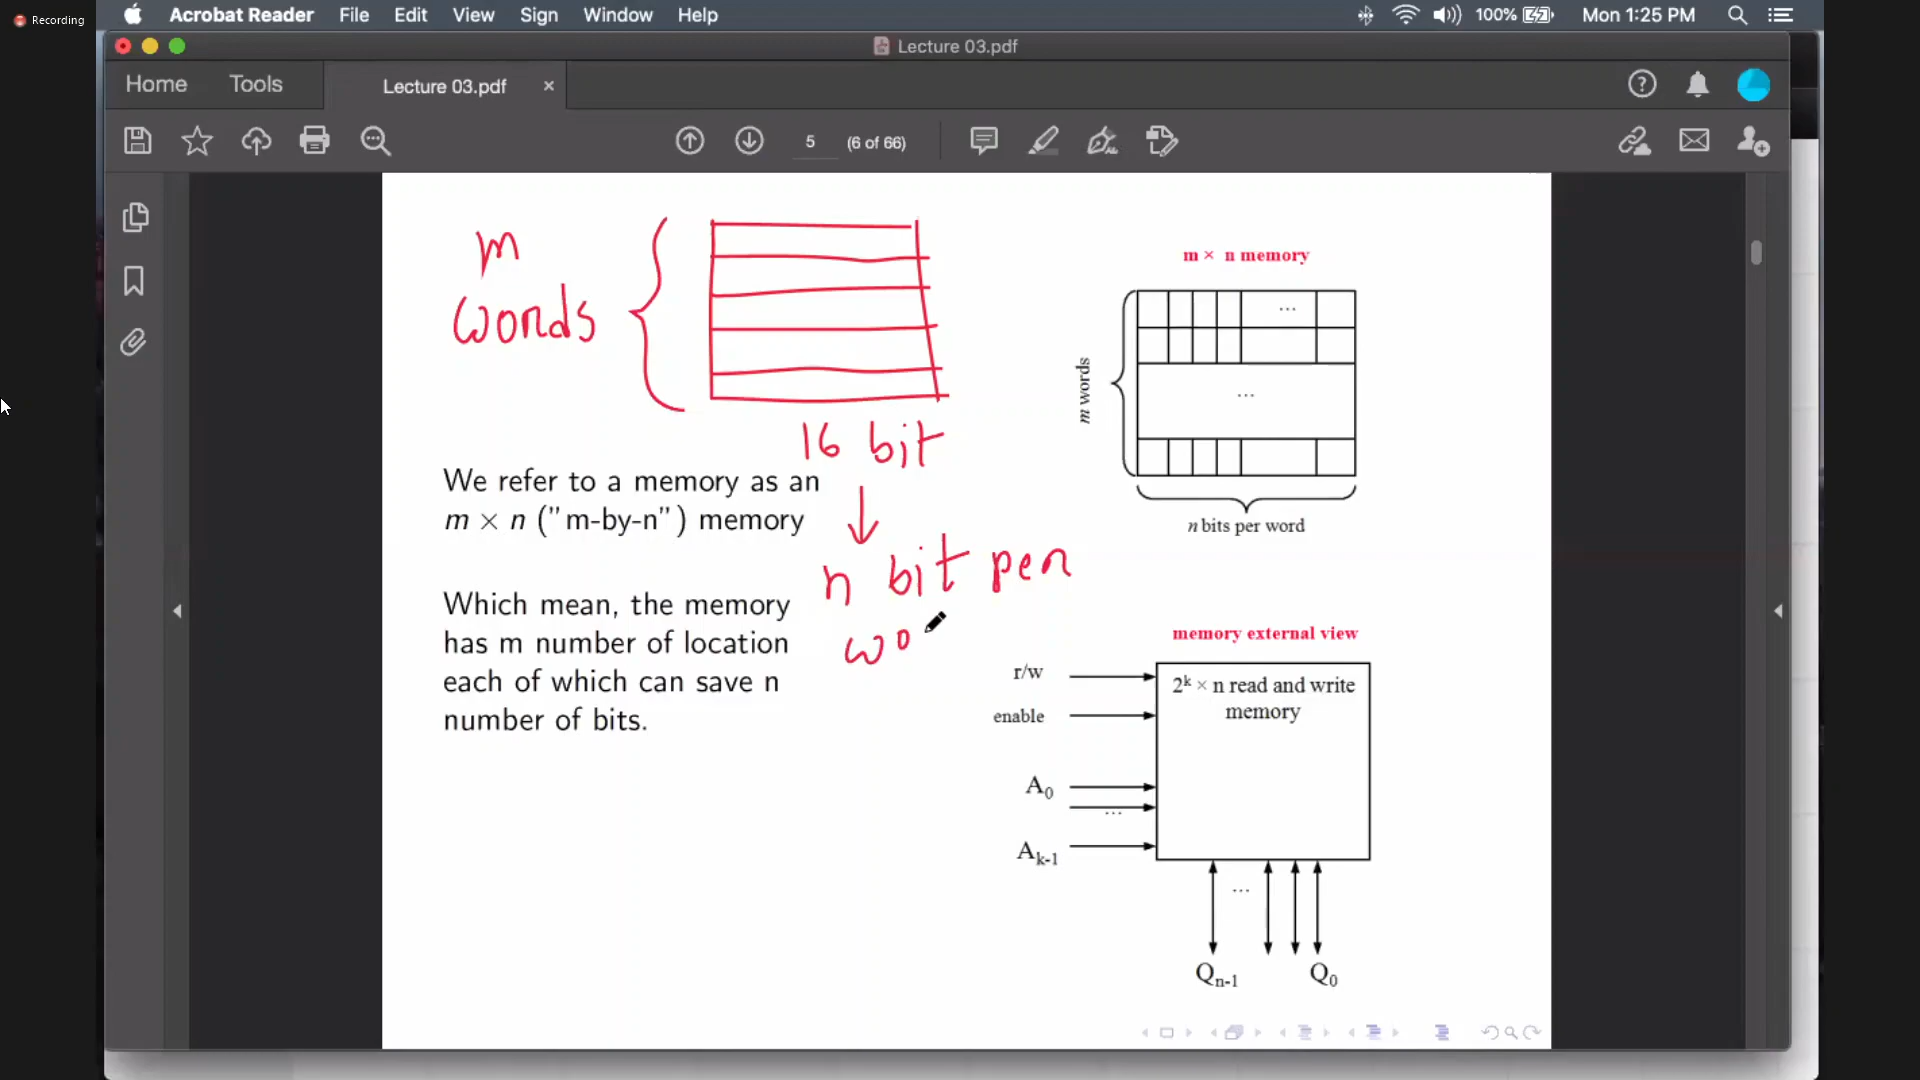 Recording
Acrobat Reader File Edit View Sign Window Help
100% Mon 1:25 PM
Lecture 03.pdf
Home Tools Lecture 03.pdf ×
5 (6 of 66)
m
words
16 bit
n bit per
wo
We refer to a memory as an
m × n ("m-by-n") memory
Which mean, the memory
has m number of location
each of which can save n
number of bits.
m × n memory
...
m words
...
n bits per word
memory external view
r/w
enable
2ᵏ × n read and write
memory
A₀
...
Aₖ₋₁
...
Qₙ₋₁ Q₀